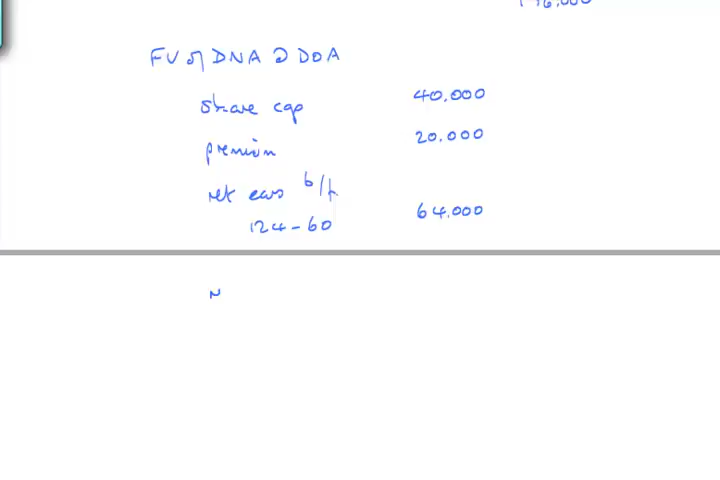 FV of DNA @ DOA
share cap 40.000
premium 20.000
ret ears b/f
124-60 64.000
N